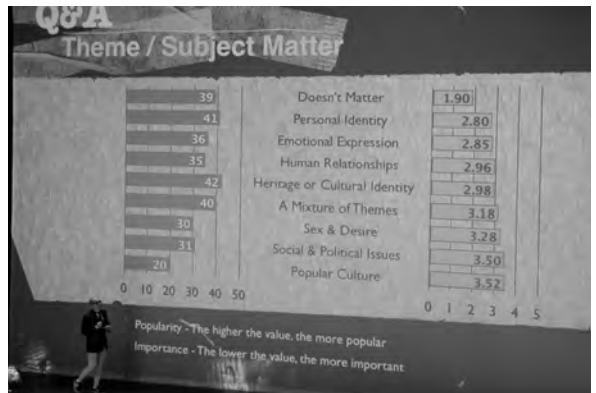 Q&A
Theme / Subject Matter
39 Doesn't Matter 1.90
41 Personal Identity 2.80
36 Emotional Expression 2.85
35 Human Relationships 2.96
42 Heritage or Cultural Identity 2.98
40 A Mixture of Themes 3.18
30 Sex & Desire 3.28
31 Social & Political Issues 3.50
20 Popular Culture 3.52
0 10 20 30 40 50
0 1 2 3 4 5
Popularity - The higher the value, the more popular
Importance - The lower the value, the more important